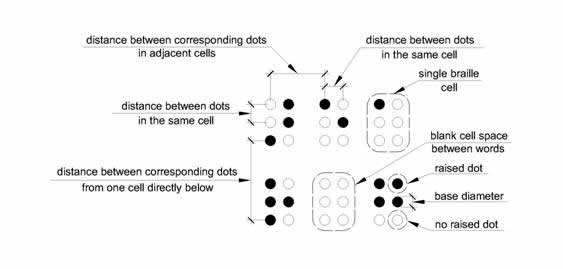 distance between corresponding dots
in adjacent cells
distance between dots
in the same cell
single braille
cell
distance between dots
in the same cell
blank cell space
between words
distance between corresponding dots
from one cell directly below
raised dot
base diameter
no raised dot